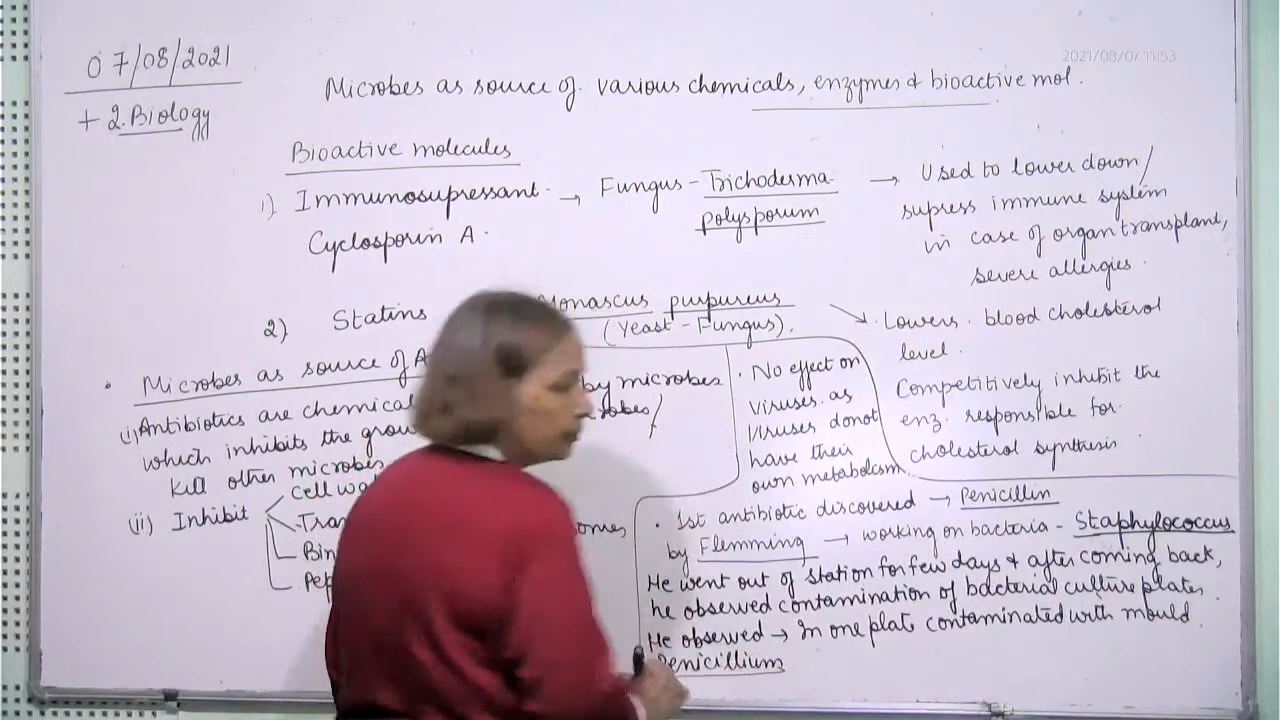 07/08/2021
+2.Biology
2021/08/07 11:53
Microbes as source of various chemicals, enzymes & bioactive mol.
Bioactive molecules
1) Immunosupressant → Fungus - Trichoderma
polysporum
Cyclosporin A.
→ Used to lower down/
supress immune system
in case of organ transplant,
severe allergies.
2) Statins Monascus purpureus
(Yeast - Fungus).
Lowers blood cholesterol
level.
Competitively inhibit the
enz. responsible for
cholesterol synthesis
• Microbes as source of A
(i) Antibiotics are chemical by microbes
which inhibits the grow
kill other microbes
(ii) Inhibit
Cell wa
Tra
Bin
Pep
• No effect on
viruses as
viruses donot
have their
own metabolism
• 1st antibiotic discovered → Penicillin
by Flemming → working on bacteria - Staphylococcus
He went out of station for few days & after coming back,
he observed contamination of bacterial culture plates.
He observed → In one plate contaminated with mould
Penicillium